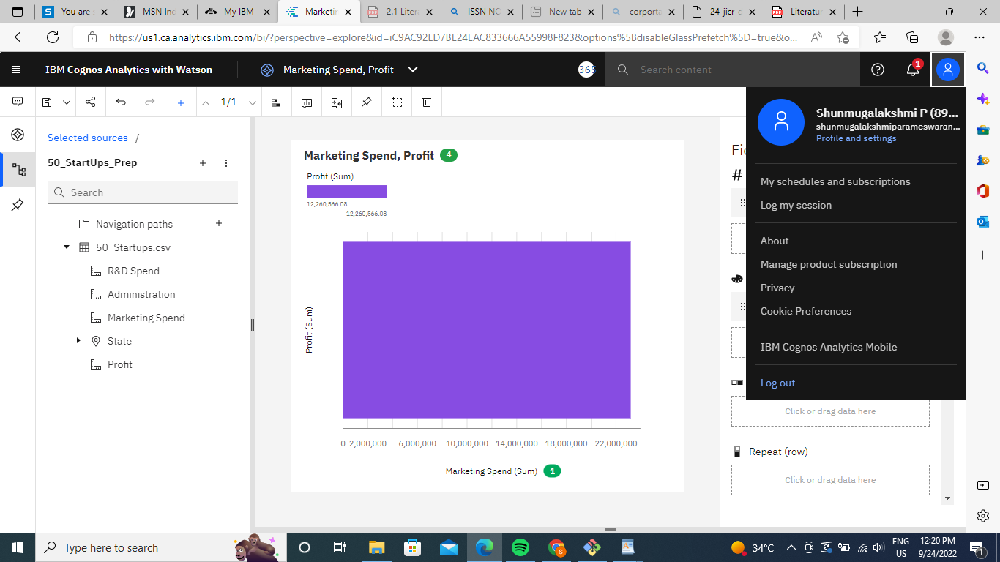 You are s
MSN Ind
My IBM
Marketin
2.1 Litera
ISSN NC
New tab
corporta
24-jicr-d
Literatur
https://us1.ca.analytics.ibm.com/bi/?perspective=explore&id=iC9AC92ED7BE24EAC833666A55998F823&options%5BdisableGlassPrefetch%5D=true&o...
IBM Cognos Analytics with Watson
Marketing Spend, Profit
365
Search content
1
1/1
Selected sources /
50_StartUps_Prep
Search
Navigation paths
50_Startups.csv
R&D Spend
Administration
Marketing Spend
State
Profit
Marketing Spend, Profit 4
Profit (Sum)
12,260,566.08
12,260,566.08
Profit (Sum)
0 2,000,000 6,000,000 10,000,000 14,000,000 18,000,000 22,000,000
Marketing Spend (Sum) 1
Fie
#
Click or drag data here
Repeat (row)
Click or drag data here
Shunmugalakshmi P (89...
shunmugalakshmiparameswaran...
Profile and settings
My schedules and subscriptions
Log my session
About
Manage product subscription
Privacy
Cookie Preferences
IBM Cognos Analytics Mobile
Log out
Type here to search
34°C
ENG
US
12:20 PM
9/24/2022
1